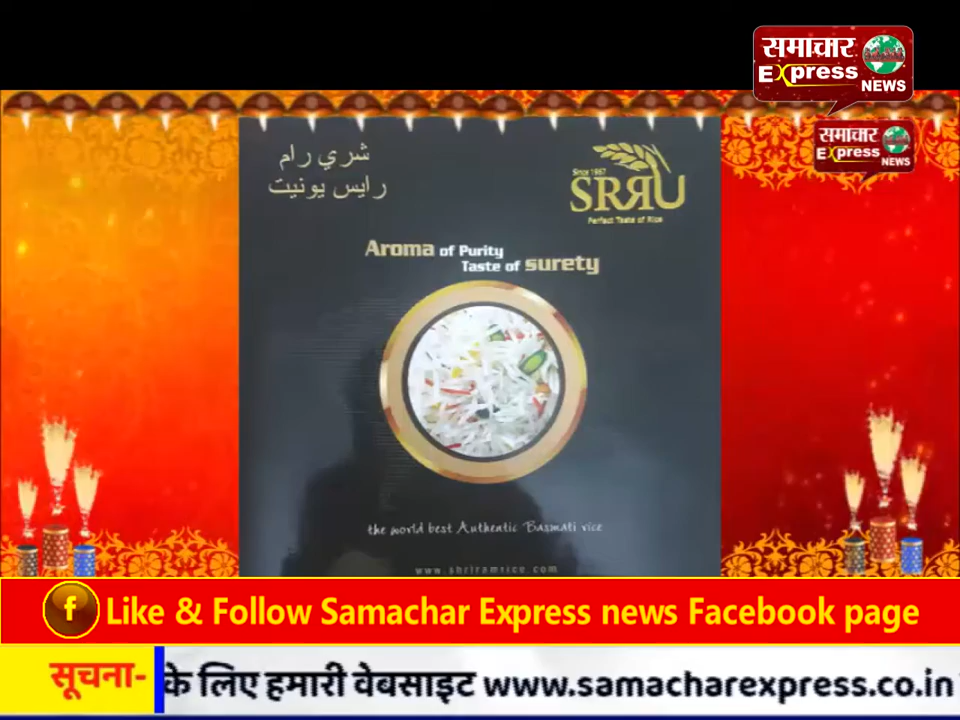 समाचार
Express
NEWS
समाचार
Express
NEWS
شري رام
رايس يونيت
Since 1967
SRRU
Perfect Taste of Rice
Aroma of Purity
Taste of surety
the world best Authentic Basmati rice
www.shriramrice.com
f Like & Follow Samachar Express news Facebook page
सूचना- के लिए हमारी वेबसाइट www.samacharexpress.co.in